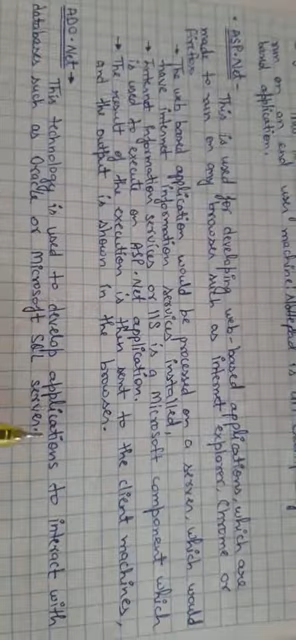 run on an end user machine.
based application.
• ASP.Net - This is used for developing web-based applications, which are
made to run on any browser such as internet explorer, Chrome or
Firefox
→ The web based application would be processed on a server, which would
have internet information services installed.
→ Internet Information services or IIS is a Microsoft component which
is used to execute an ASP.Net application.
→ The result of the execution is then sent to the client machines,
and the output is shown in the browser.
ADO.Net →
This technology is used to develop applications to interact with
databases such as Oracle or Microsoft SQL server.